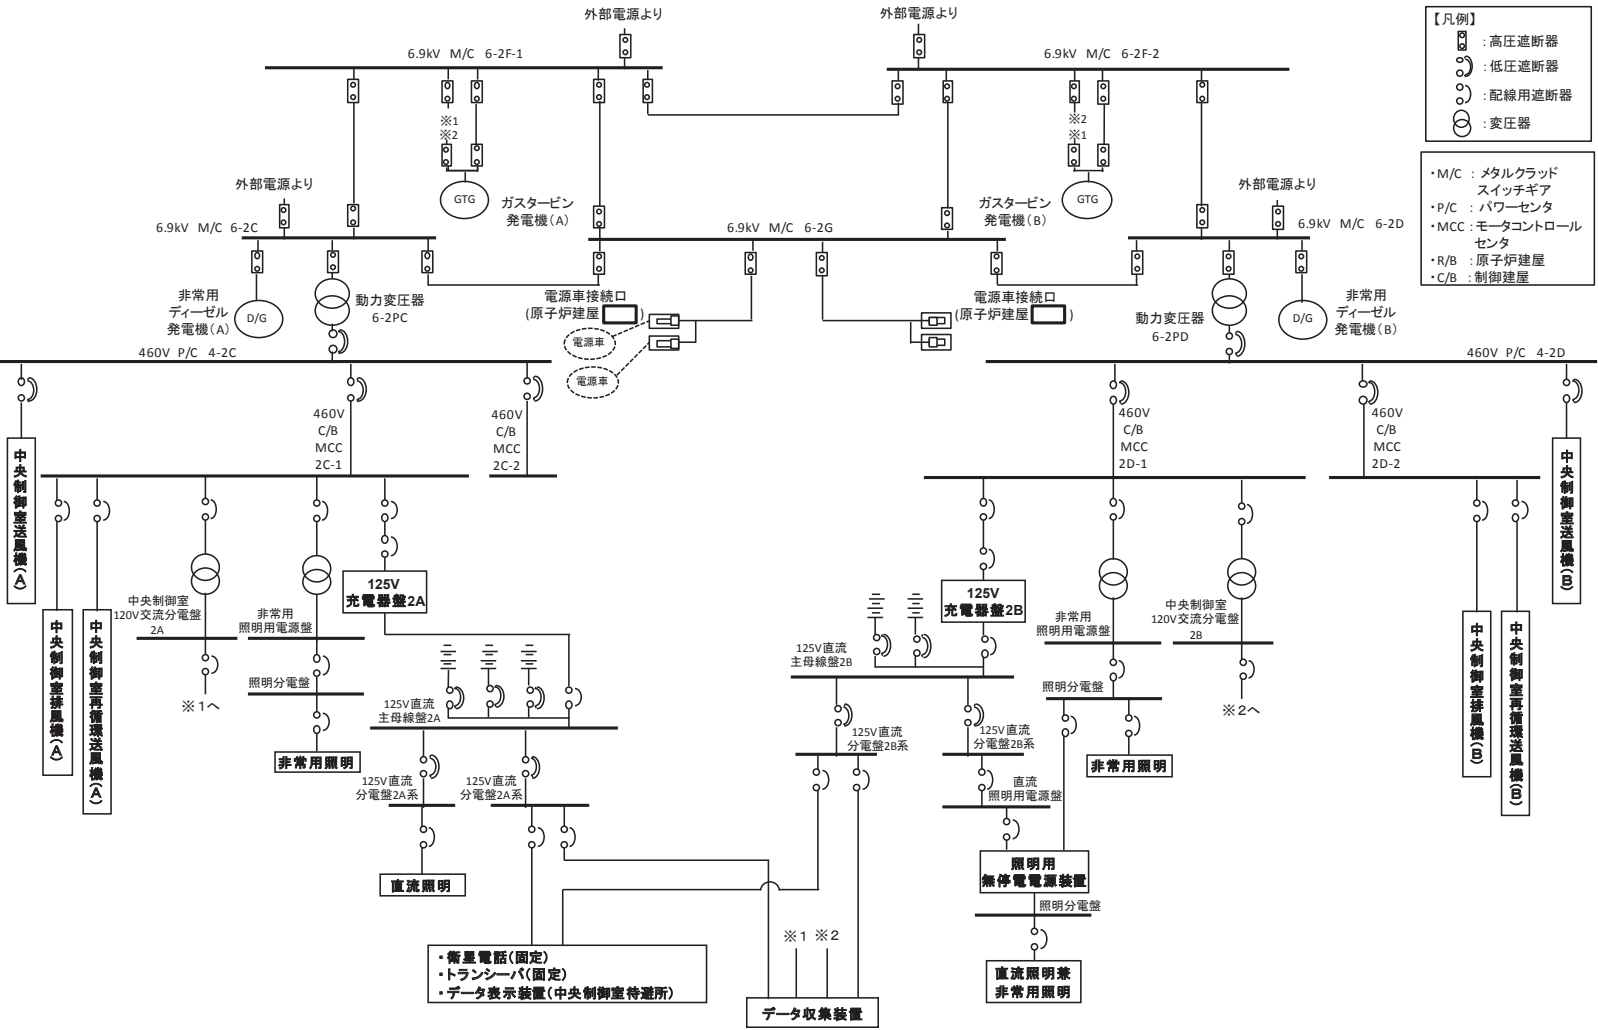 外部電源より
外部電源より
【凡例】
：高圧遮断器
：低圧遮断器
：配線用遮断器
：変圧器
・M/C ：メタルクラッド
スイッチギア
・P/C ：パワーセンタ
・MCC：モータコントロール
センタ
・R/B ：原子炉建屋
・C/B ：制御建屋
6.9kV M/C 6-2F-1
6.9kV M/C 6-2F-2
※1
※2
※2
※1
GTG
ガスタービン
発電機(A)
ガスタービン
発電機(B)
GTG
外部電源より
外部電源より
6.9kV M/C 6-2C
6.9kV M/C 6-2G
6.9kV M/C 6-2D
非常用
ディーゼル
発電機(A)
D/G
動力変圧器
6-2PC
電源車接続口
(原子炉建屋 )
電源車
電源車
電源車接続口
(原子炉建屋 )
動力変圧器
6-2PD
D/G
非常用
ディーゼル
発電機(B)
460V P/C 4-2C
460V P/C 4-2D
460V
C/B
MCC
2C-1
460V
C/B
MCC
2C-2
460V
C/B
MCC
2D-1
460V
C/B
MCC
2D-2
中央制御室送風機(A)
中央制御室排風機(A)
中央制御室再循環送風機(A)
中央制御室
120V交流分電盤
2A
※1へ
非常用
照明用電源盤
照明分電盤
非常用照明
125V
充電器盤2A
125V直流
主母線盤2A
125V直流
分電盤2A系
125V直流
分電盤2A系
直流照明
125V
充電器盤2B
125V直流
主母線盤2B
125V直流
分電盤2B系
125V直流
分電盤2B系
直流
照明用電源盤
非常用
照明用電源盤
照明分電盤
非常用照明
中央制御室
120V交流分電盤
2B
※2へ
中央制御室排風機(B)
中央制御室再循環送風機(B)
中央制御室送風機(B)
照明用
無停電電源装置
照明分電盤
直流照明兼
非常用照明
・衛星電話(固定)
・トランシーバ(固定)
・データ表示装置(中央制御室待避所)
※1 ※2
データ収集装置